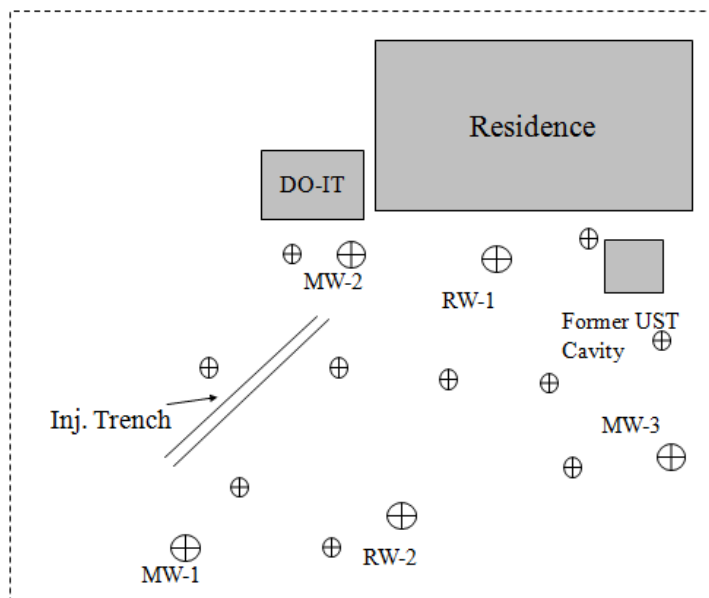 Residence
DO-IT
MW-2
RW-1
Former UST
Cavity
Inj. Trench
MW-3
RW-2
MW-1